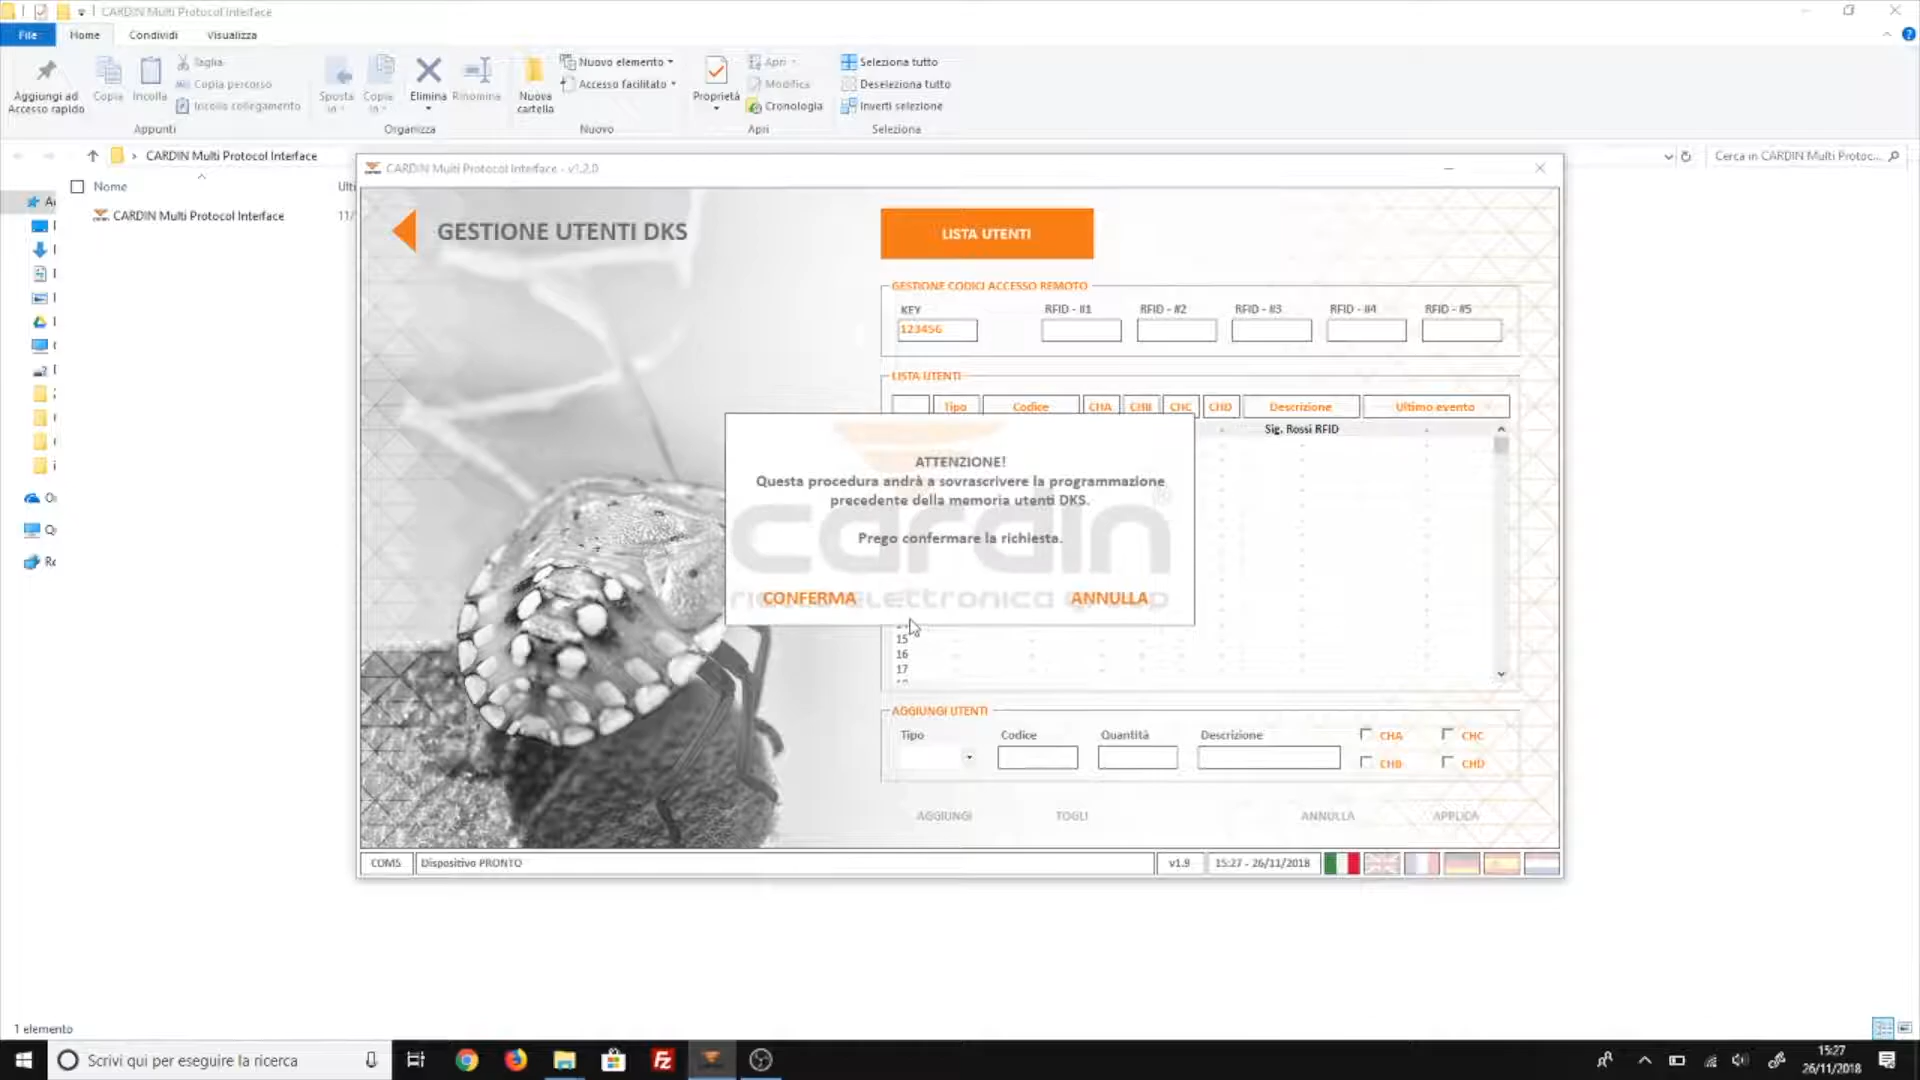 CARDIN Multi Protocol Interface
File
Home
Condividi
Visualizza
Aggiungi ad
Accesso rapido
Copia
Incolla
Taglia
Copia percorso
Incolla collegamento
Appunti
Sposta
in
Copia
in
Elimina
Rinomina
Organizza
Nuova
cartella
Nuovo elemento
Accesso facilitato
Nuovo
Proprietà
Apri
Modifica
Cronologia
Apri
Seleziona tutto
Deseleziona tutto
Inverti selezione
Seleziona
CARDIN Multi Protocol Interface
Cerca in CARDIN Multi Protoc...
Nome
Ulti
CARDIN Multi Protocol Interface
11/
CARDIN Multi Protocol Interface - v1.2.0
GESTIONE UTENTI DKS
LISTA UTENTI
GESTIONE CODICI ACCESSO REMOTO
KEY
RFID - #1
RFID - #2
RFID - #3
RFID - #4
RFID - #5
123456
LISTA UTENTI
Tipo
Codice
CHA
CHB
CHC
CHD
Descrizione
Ultimo evento
Sig. Rossi RFID
ATTENZIONE!
Questa procedura andrà a sovrascrivere la programmazione
precedente della memoria utenti DKS.
Prego confermare la richiesta.
cardin
elettronica group
CONFERMA
ANNULLA
15
16
17
AGGIUNGI UTENTI
Tipo
Codice
Quantità
Descrizione
CHA
CHC
CHB
CHD
AGGIUNGI
TOGLI
ANNULLA
APPLICA
COM5
Dispositivo PRONTO
v1.9
15:27 - 26/11/2018
1 elemento
Scrivi qui per eseguire la ricerca
15:27
26/11/2018